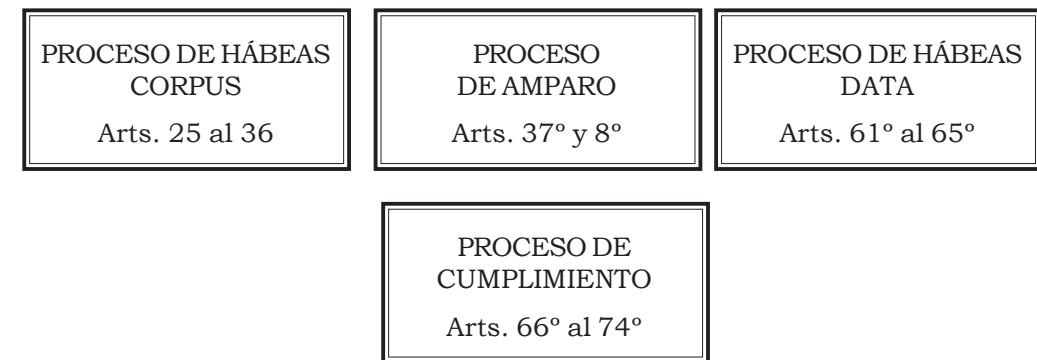 PROCESO DE HÁBEAS
CORPUS
Arts. 25 al 36
PROCESO
DE AMPARO
Arts. 37º y 8º
PROCESO DE HÁBEAS
DATA
Arts. 61º al 65º
PROCESO DE
CUMPLIMIENTO
Arts. 66º al 74º